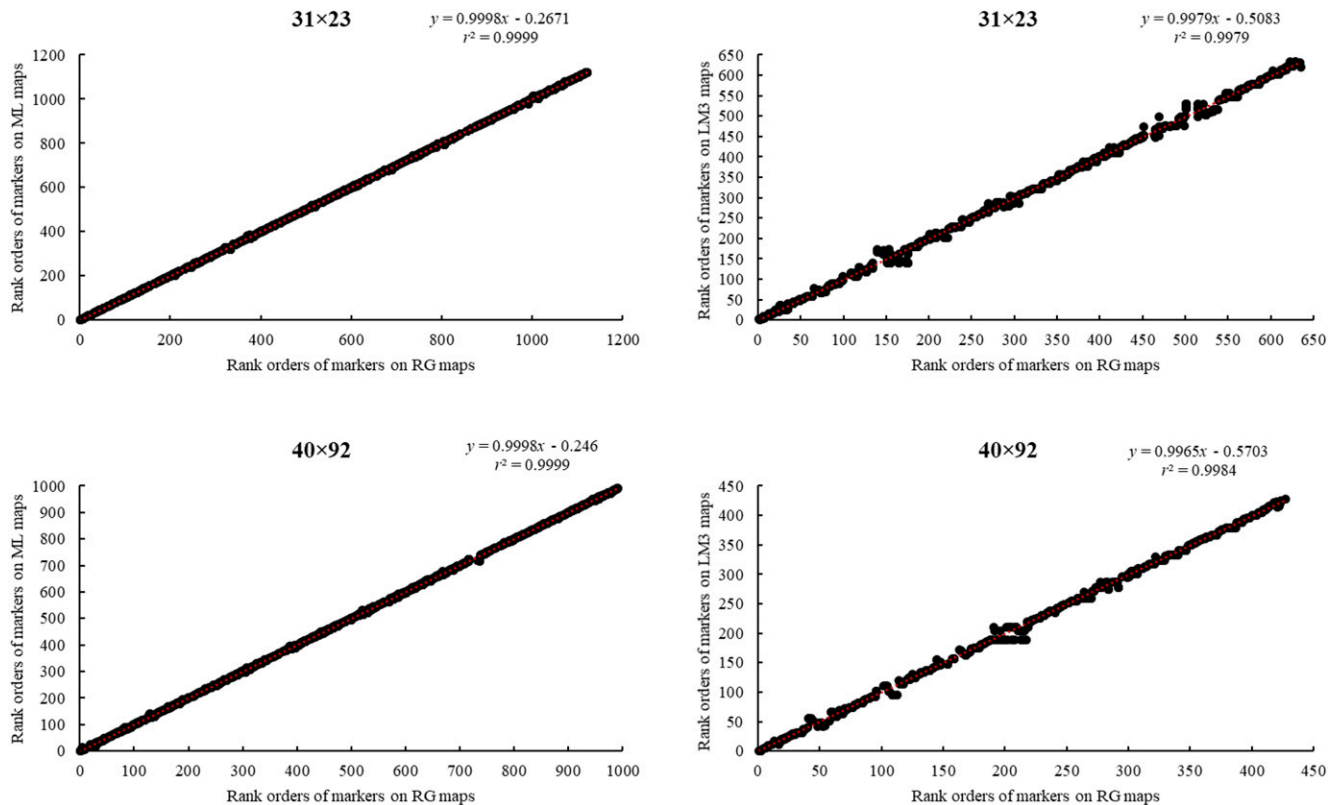 31×23
y = 0.9998x - 0.2671
r² = 0.9999
Rank orders of markers on ML maps
1200
1000
800
600
400
200
0
0 200 400 600 800 1000 1200
Rank orders of markers on RG maps
31×23
y = 0.9979x - 0.5083
r² = 0.9979
Rank orders of markers on LM3 maps
650
600
550
500
450
400
350
300
250
200
150
100
50
0
0 50 100 150 200 250 300 350 400 450 500 550 600 650
Rank orders of markers on RG maps
40×92
y = 0.9998x - 0.246
r² = 0.9999
Rank orders of markers on ML maps
1000
900
800
700
600
500
400
300
200
100
0
0 100 200 300 400 500 600 700 800 900 1000
Rank orders of markers on RG maps
40×92
y = 0.9965x - 0.5703
r² = 0.9984
Rank orders of markers on LM3 maps
450
400
350
300
250
200
150
100
50
0
0 50 100 150 200 250 300 350 400 450
Rank orders of markers on RG maps